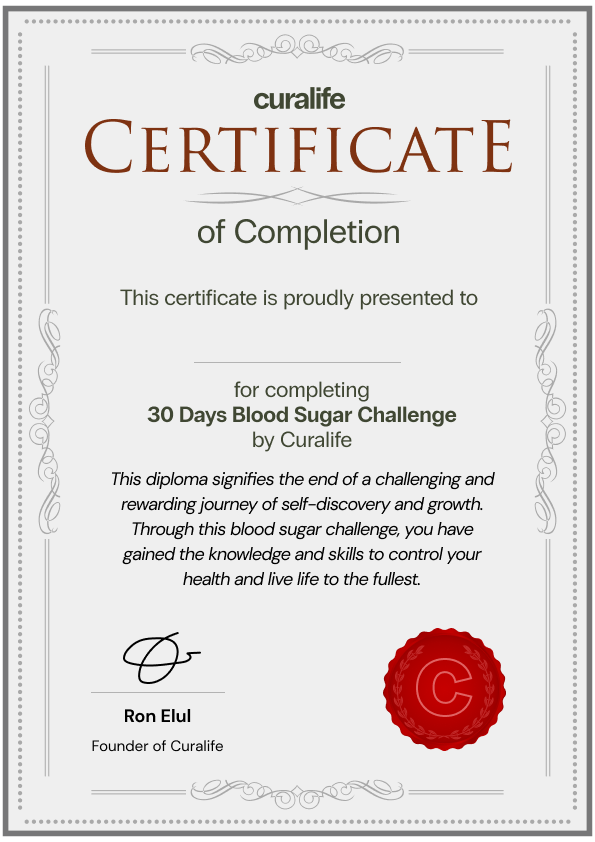 curalife
CERTIFICATE
of Completion
This certificate is proudly presented to
for completing
30 Days Blood Sugar Challenge
by Curalife
This diploma signifies the end of a challenging and
rewarding journey of self-discovery and growth.
Through this blood sugar challenge, you have
gained the knowledge and skills to control your
health and live life to the fullest.
C
Ron Elul
Founder of Curalife